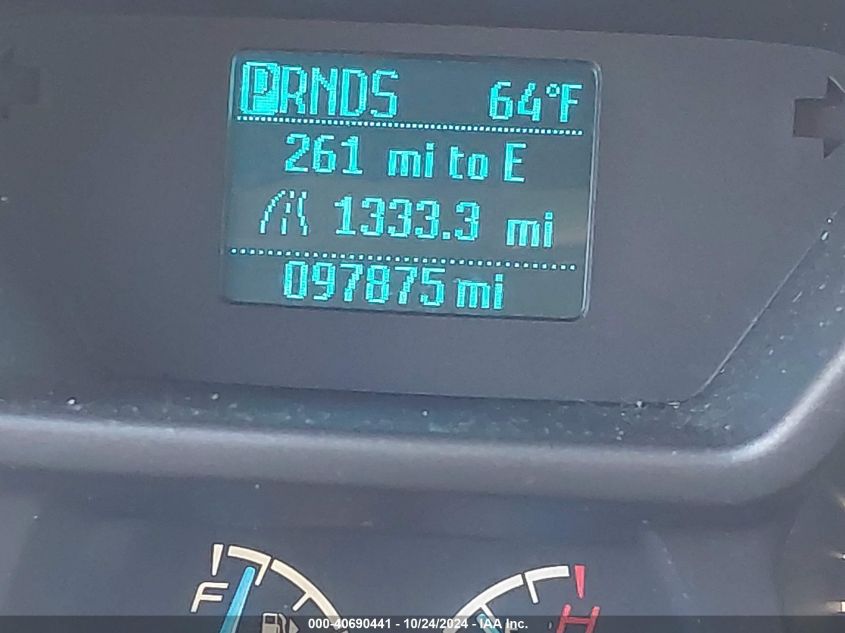 PRNDS 64°F
261 mi to E
1333.3 mi
097875 mi
F H
000-40690441 - 10/24/2024 - IAA Inc.